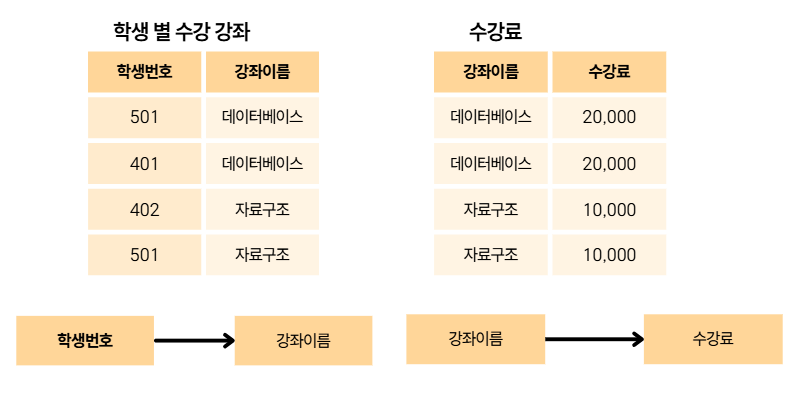 학생 별 수강 강좌
학생번호 강좌이름
501 데이터베이스
401 데이터베이스
402 자료구조
501 자료구조
학생번호 강좌이름
수강료
강좌이름 수강료
데이터베이스 20,000
데이터베이스 20,000
자료구조 10,000
자료구조 10,000
강좌이름 수강료